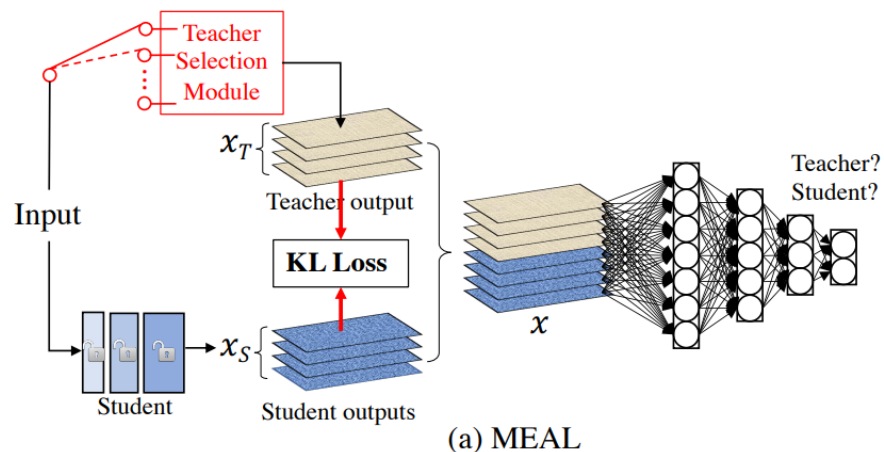 Teacher
Selection
Module
x_T
Teacher output
Teacher?
Student?
Input
KL Loss
x
x_S
Student
Student outputs
(a) MEAL